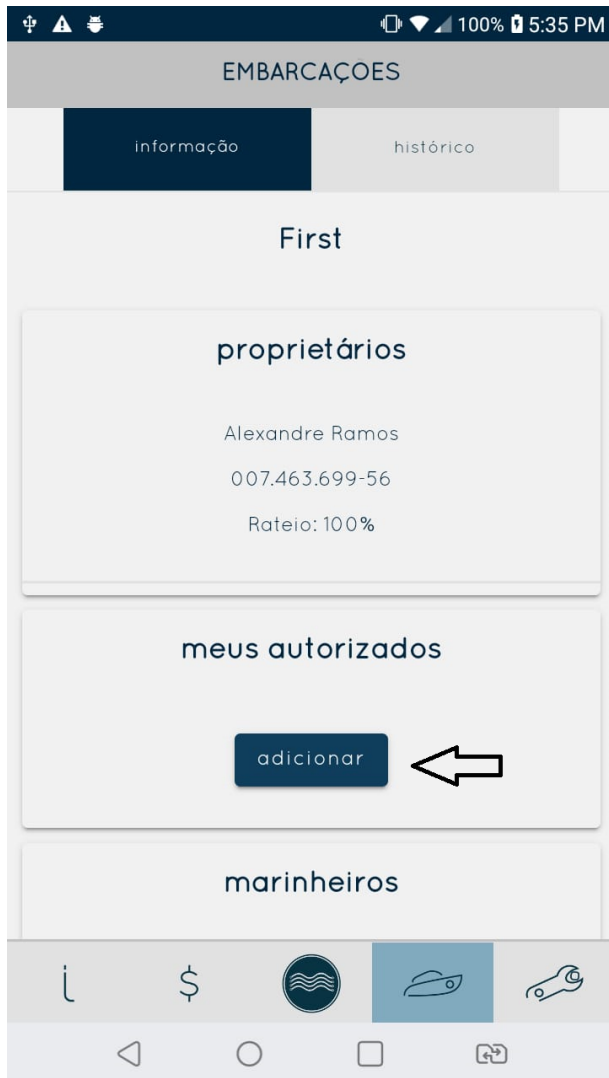 100% 5:35 PM
EMBARCAÇÕES
informação histórico
First
proprietários
Alexandre Ramos
007.463.699-56
Rateio: 100%
meus autorizados
adicionar
marinheiros
i $